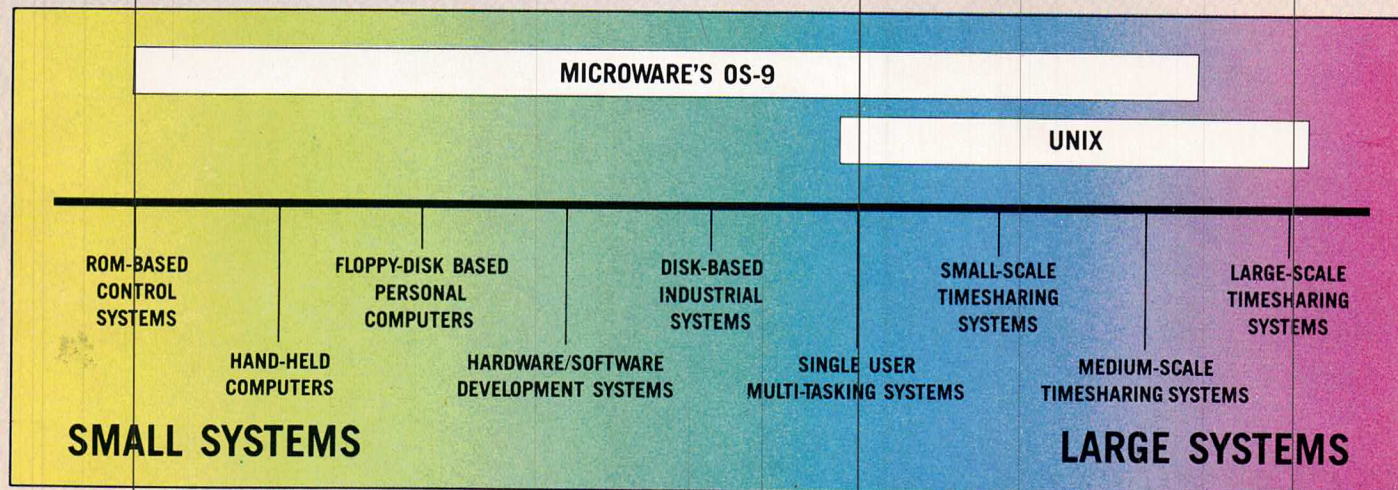 MICROWARE'S OS-9
UNIX
ROM-BASED
CONTROL
SYSTEMS
HAND-HELD
COMPUTERS
FLOPPY-DISK BASED
PERSONAL
COMPUTERS
HARDWARE/SOFTWARE
DEVELOPMENT SYSTEMS
DISK-BASED
INDUSTRIAL
SYSTEMS
SINGLE USER
MULTI-TASKING SYSTEMS
SMALL-SCALE
TIMESHARING
SYSTEMS
MEDIUM-SCALE
TIMESHARING SYSTEMS
LARGE-SCALE
TIMESHARING
SYSTEMS
SMALL SYSTEMS
LARGE SYSTEMS